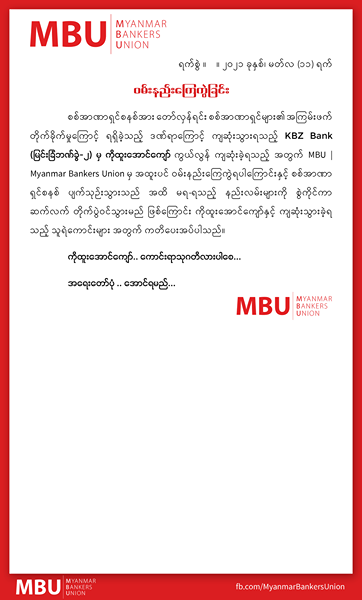 MBU MYANMAR
BANKERS
UNION
ရက်စွဲ ။ ။ ၂၀၂၁ ခုနှစ်၊ မတ်လ (၁၁) ရက်
ဝမ်းနည်းကြေကွဲခြင်း
စစ်အာဏာရှင်စနစ်အား တော်လှန်ရင်း စစ်အာဏာရှင်များ၏ အကြမ်းဖက်
တိုက်ခိုက်မှုကြောင့် ရရှိခဲ့သည့် ဒဏ်ရာကြောင့် ကျဆုံးသွားရသည့် KBZ Bank
(မြင်းခြံဘဏ်ခွဲ-၂) မှ ကိုထူးအောင်ကျော် ကွယ်လွန် ကျဆုံးခဲ့ရသည့် အတွက် MBU |
Myanmar Bankers Union မှ အထူးပင် ဝမ်းနည်းကြေကွဲရပါကြောင်းနှင့် စစ်အာဏာ
ရှင်စနစ် ပျက်သုဉ်းသွားသည် အထိ မရ-ရသည့် နည်းလမ်းများကို စွဲကိုင်ကာ
ဆက်လက် တိုက်ပွဲဝင်သွားမည် ဖြစ်ကြောင်း ကိုထူးအောင်ကျော်နှင့် ကျဆုံးသွားခဲ့ရ
သည့် သူရဲကောင်းများ အတွက် ကတိပေးအပ်ပါသည်။
ကိုထူးအောင်ကျော်.. ကောင်းရာသုဂတိလားပါစေ...
အရေးတော်ပုံ .. အောင်ရမည်...
MBU MYANMAR
BANKERS
UNION
MBU MYANMAR
BANKERS
UNION
fb.com/MyanmarBankersUnion